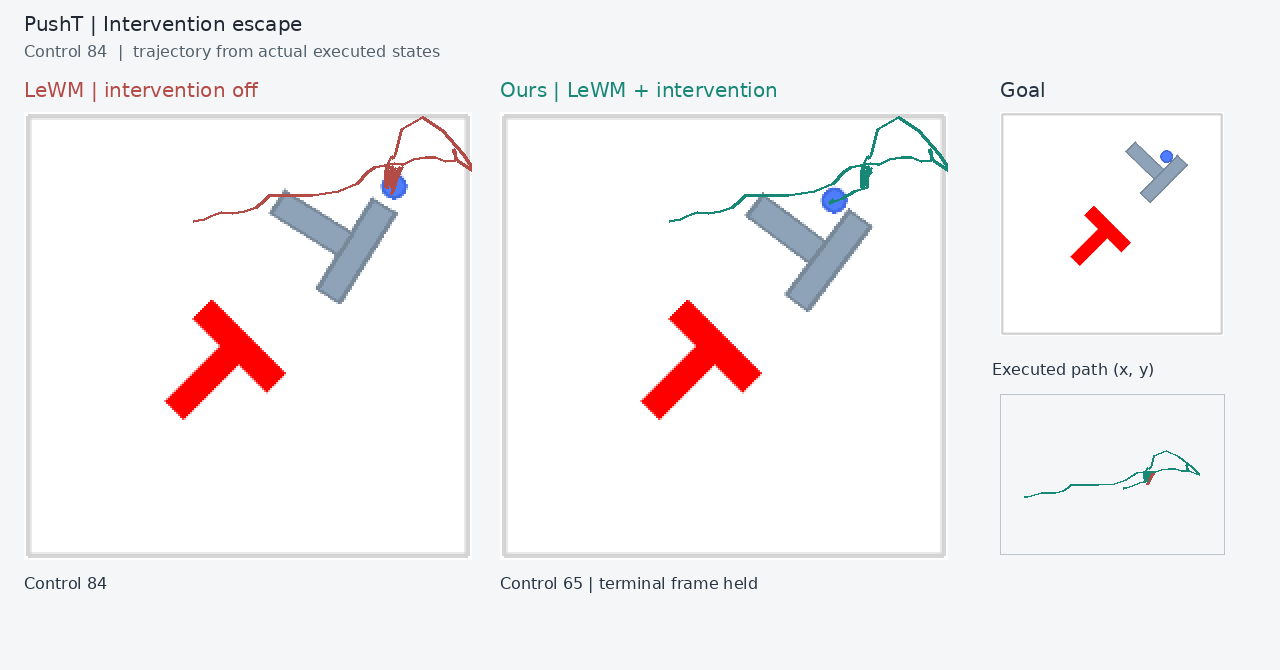 PushT | Intervention escape
Control 84 | trajectory from actual executed states
LeWM | intervention off
Ours | LeWM + intervention
Goal
Executed path (x, y)
Control 84
Control 65 | terminal frame held